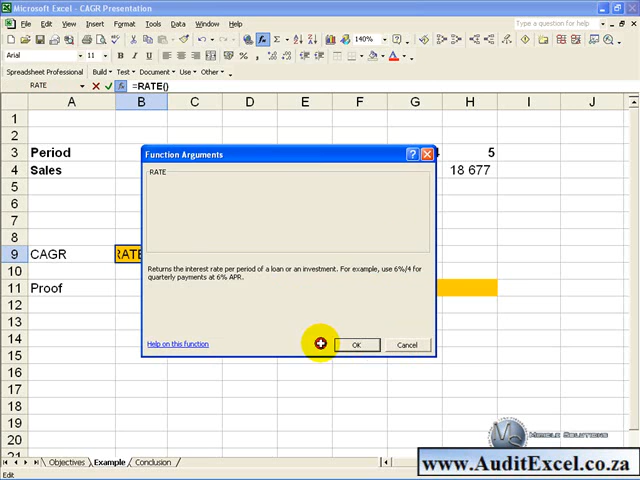 Microsoft Excel - CAGR Presentation
File Edit View Insert Format Tools Data Window Help
Type a question for help
Arial 11 B I U 140%
Spreadsheet Professional Build Test Document Use Other
RATE =RATE()
A B C D E F G H I J
1
2
3 Period 4 5
4 Sales 18 677
5
6
7
8
9 CAGR RATE
10
11 Proof
12
13
14
15
16
17
18
19
20
21
Function Arguments
RATE
Returns the interest rate per period of a loan or an investment. For example, use 6%/4 for
quarterly payments at 6% APR.
Help on this function OK Cancel
www.AuditExcel.co.za
Objectives Example Conclusion
Edit